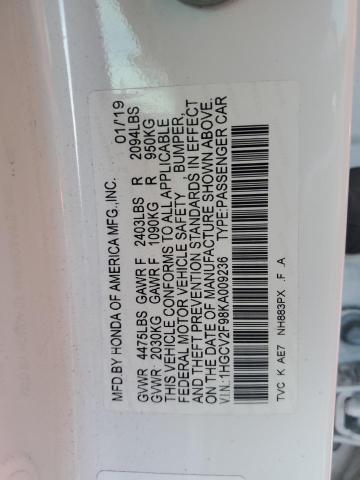 MFD.BY HONDA OF AMERICA MFG.,INC. 01/'19
GVWR 4475LBS GAWR F 2403LBS R 2094LBS
GVWR 2030KG GAWR F 1090KG R 950KG
THIS VEHICLE CONFORMS TO ALL APPLICABLE
FEDERAL MOTOR VEHICLE SAFETY, BUMPER,
AND THEFT PREVENTION STANDARDS IN EFFECT
ON THE DATE OF MANUFACTURE SHOWN ABOVE.
V.I.N.:1HGCV2F98KA009236 TYPE:PASSENGER CAR
TVC K AE7 NH883PX .F .A